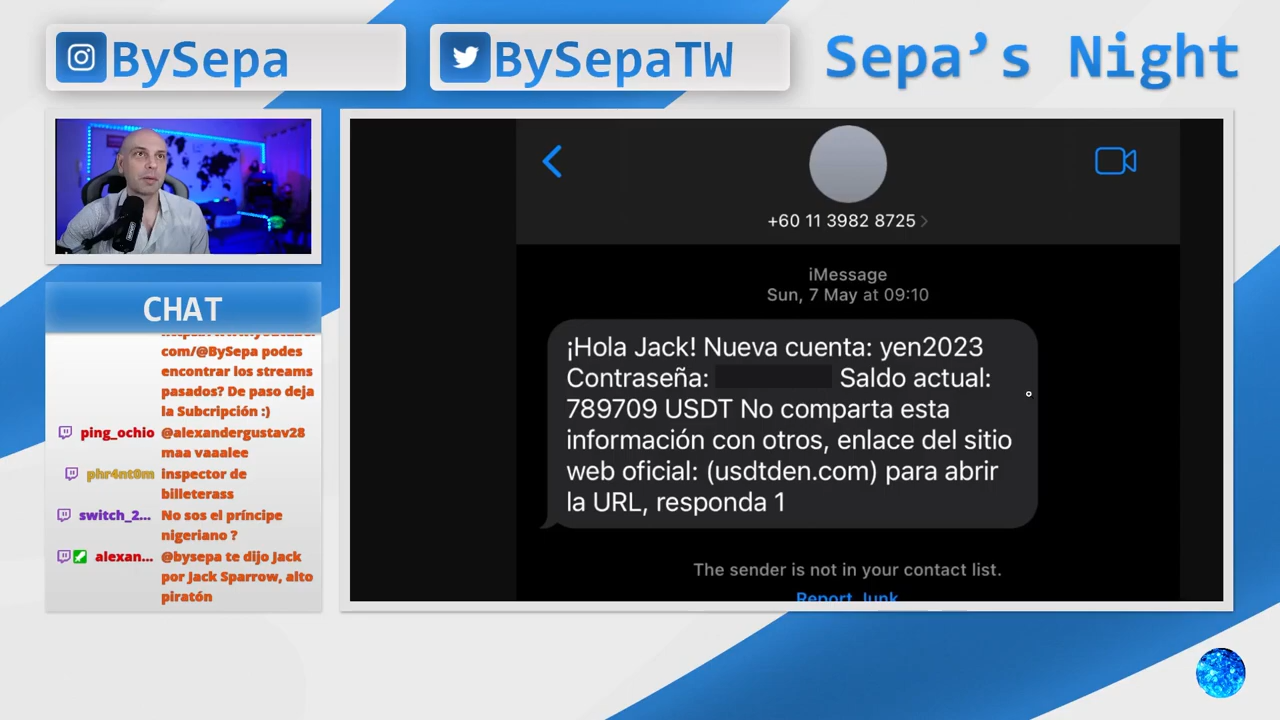 BySepa
BySepaTW
Sepa's Night
+60 11 3982 8725
iMessage
Sun, 7 May at 09:10
¡Hola Jack! Nueva cuenta: yen2023
Contraseña: Saldo actual:
789709 USDT No comparta esta
información con otros, enlace del sitio
web oficial: (usdtden.com) para abrir
la URL, responda 1
The sender is not in your contact list.
Report Junk
CHAT
com/@BySepa podes
encontrar los streams
pasados? De paso deja
la Subcripción :)
ping_ochio @alexandergustav28
maa vaaalee
phr4nt0m inspector de
billeterass
switch_2... No sos el príncipe
nigeriano ?
alexan... @bysepa te dijo Jack
por Jack Sparrow, alto
piratón